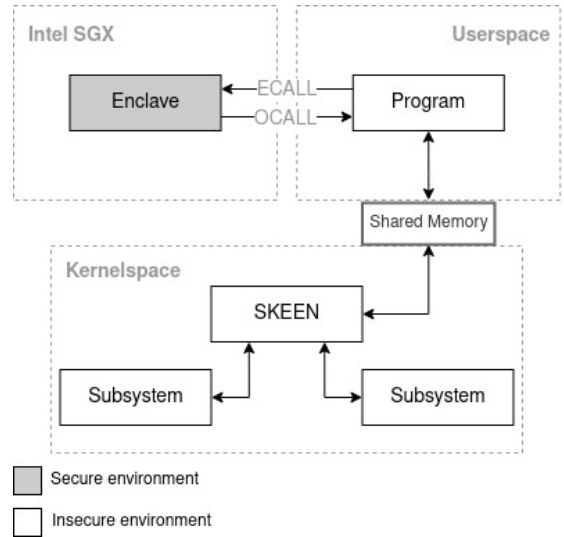 Intel SGX
Userspace
Enclave
ECALL
OCALL
Program
Shared Memory
Kernelspace
SKEEN
Subsystem
Subsystem
Secure environment
Insecure environment